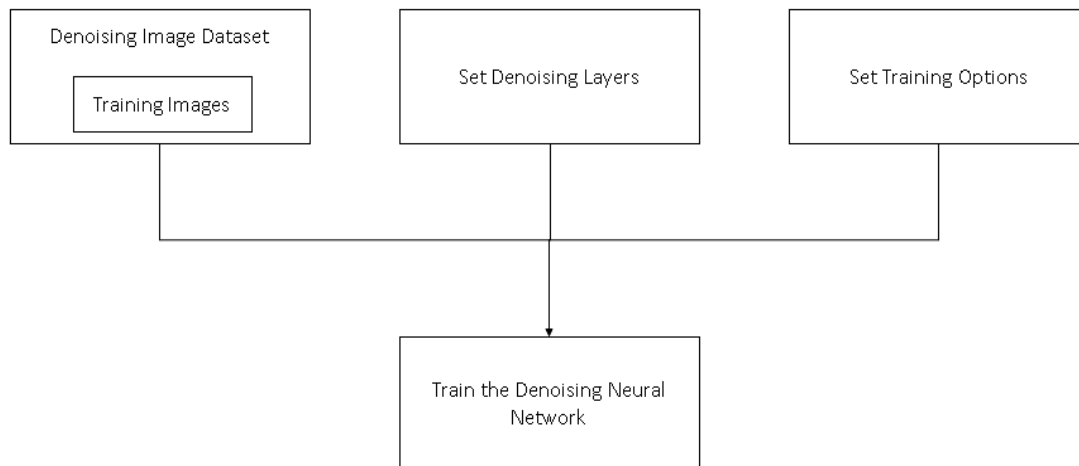 Denoising Image Dataset
Training Images
Set Denoising Layers
Set Training Options
Train the Denoising Neural
Network